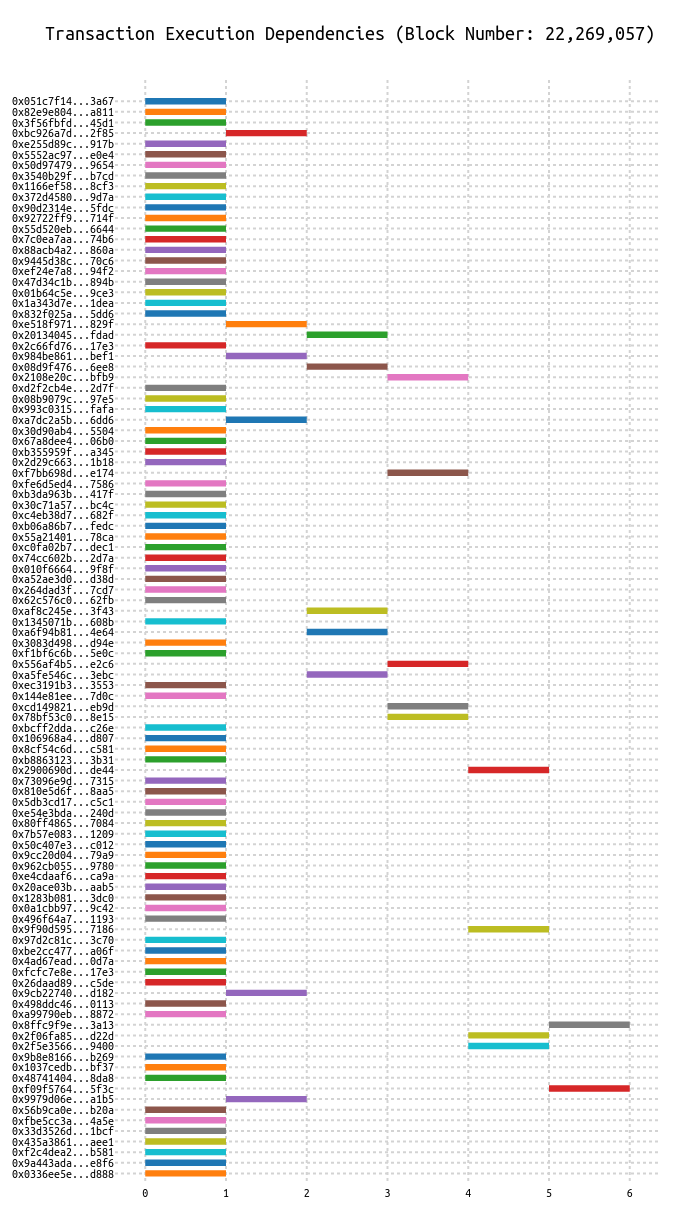 Transaction Execution Dependencies (Block Number: 22,269,057)
0x051c7f14...3a67
0x82e9e804...a811
0x3f56fbfd...45d1
0xbc926a7d...2f85
0xe255d89c...917b
0x5552ac97...e0e4
0x50d97479...9654
0x3540b29f...b7cd
0x1166ef58...8cf3
0x372d4580...9d7a
0x90d2314e...5fdc
0x92722ff9...714f
0x55d520eb...6644
0x7c0ea7aa...74b6
0x88acb4a2...860a
0x9445d38c...70c6
0xef24e7a8...94f2
0x47d34c1b...894b
0x01b64c5e...9ce3
0x1a343d7e...1dea
0x832f025a...5dd6
0xe518f971...829f
0x20134045...fdad
0x2c66fd76...17e3
0x984be861...bef1
0x08d9f476...6ee8
0x2108e20c...bfb9
0xd2f2cb4e...2d7f
0x08b9079c...97e5
0x993c0315...fafa
0xa7dc2a5b...6dd6
0x30d90ab4...5504
0x67a8dee4...06b0
0xb355959f...a345
0x2d29c663...1b18
0xf7bb698d...e174
0xfe6d5ed4...7586
0xb3da963b...417f
0x30c71a57...bc4c
0xc4eb38d7...682f
0xb06a86b7...fedc
0x55a21401...78ca
0xc0fa02b7...dec1
0x74cc602b...2d7a
0x010f6664...9f8f
0xa52ae3d0...d38d
0x264dad3f...7cd7
0x62c576c0...62fb
0xaf8c245e...3f43
0x1345071e...608b
0xa6f94b81...4e64
0x3083d498...d94e
0xf1bf6c6b...5e0c
0x556af4b5...e2c6
0xa5fe546c...3ebc
0xec3191b3...3553
0x144e81ee...7d0c
0xcd149821...eb9d
0x78bf53c0...8e15
0xbcff2dda...c26e
0x106968a4...d807
0x8cf54c6d...c581
0xb8863123...3b31
0x2900690d...de44
0x73096e9d...7315
0x810e5d6f...8aa5
0x5db3cd17...c5c1
0xe54e3bda...240d
0x80ff4865...7084
0x7b57e083...1209
0x50c407e3...c012
0x9cc20d04...79a9
0x962cb055...9780
0xe4cdaaf6...ca9a
0x20ace03b...aab5
0x1283b081...3dc0
0x0a1cbb97...9c42
0x496f64a7...1193
0x9f90d595...7186
0x97d2c81c...3c70
0xbe2cc477...a06f
0x4ad67ead...0d7a
0xfcfc7e8e...17e3
0x26daad89...c5de
0x9cb22740...d182
0x498ddc46...0113
0xa99790eb...8872
0x8ffc9f9e...3a13
0x2f06fa85...d22d
0x2f5e3566...9400
0x9b8e8166...b269
0x1037cedb...bf37
0x48741404...8da8
0xf09f5764...5f3c
0x9979d06e...a1b5
0x56b9ca0e...b20a
0xfbe5cc3a...4a5e
0x33d3526d...1bcf
0x435a3861...aee1
0xf2c4dea2...b581
0x9a443ada...e8f6
0x0336ee5e...d888
0 1 2 3 4 5 6